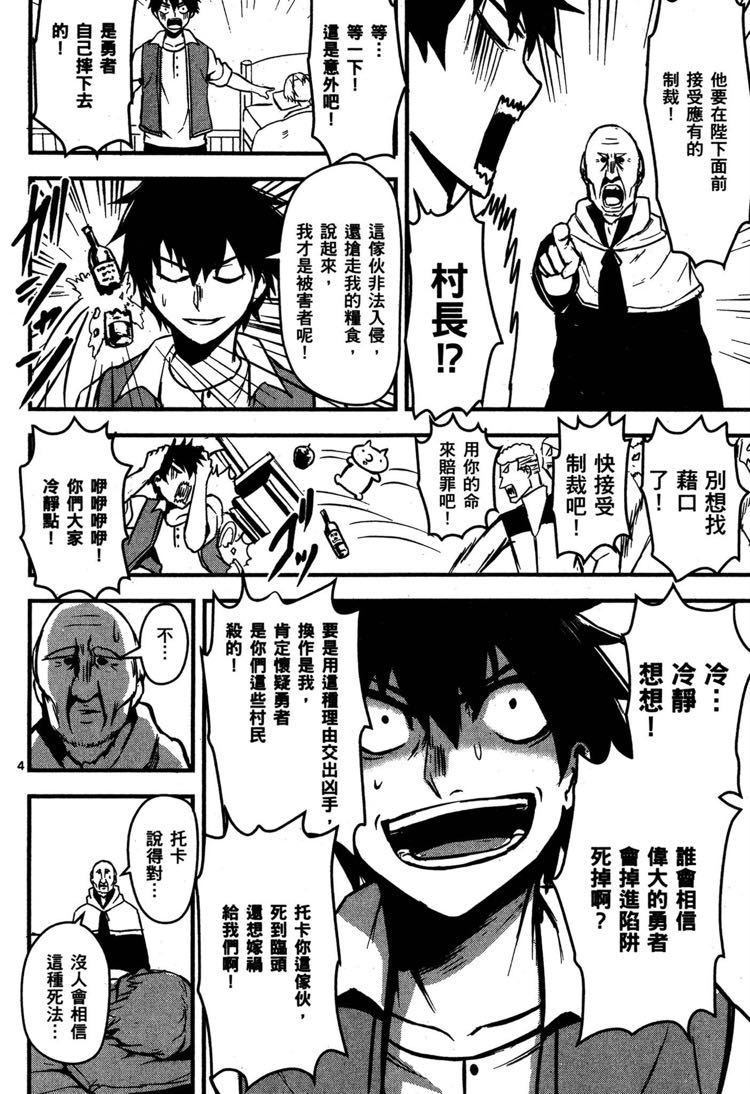 他要在陛下面前
接受應有的
制裁！
村長!?
等…
等一下！
這是意外吧！
是勇者
自己摔下去
的！
這傢伙非法入侵，
還搶走我的糧食，
說起來，
我才是被害者呢！
別想找
藉口
了！
快接受
制裁吧！
用你的命
來賠罪吧！
咿咿咿咿！
你們大家
冷靜點！
冷…
冷靜
想想！
誰會相信
偉大的勇者
會掉進陷阱
死掉啊？
要是用這種理由交出凶手，
換作是我，
肯定懷疑勇者
是你們這些村民
殺的！
托卡你這傢伙，
死到臨頭
還想嫁禍
給我們啊！
不…
托卡
說得對…
沒人會相信
這種死法…
4